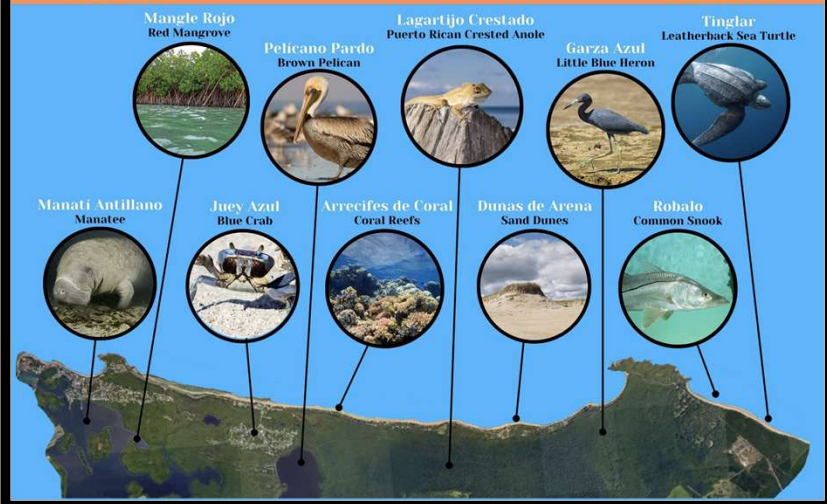 Mangle Rojo
Red Mangrove
Pelícano Pardo
Brown Pelican
Lagartijo Crestado
Puerto Rican Crested Anole
Garza Azul
Little Blue Heron
Tinglar
Leatherback Sea Turtle
Manatí Antillano
Manatee
Juey Azul
Blue Crab
Arrecifes de Coral
Coral Reefs
Dunas de Arena
Sand Dunes
Robalo
Common Snook